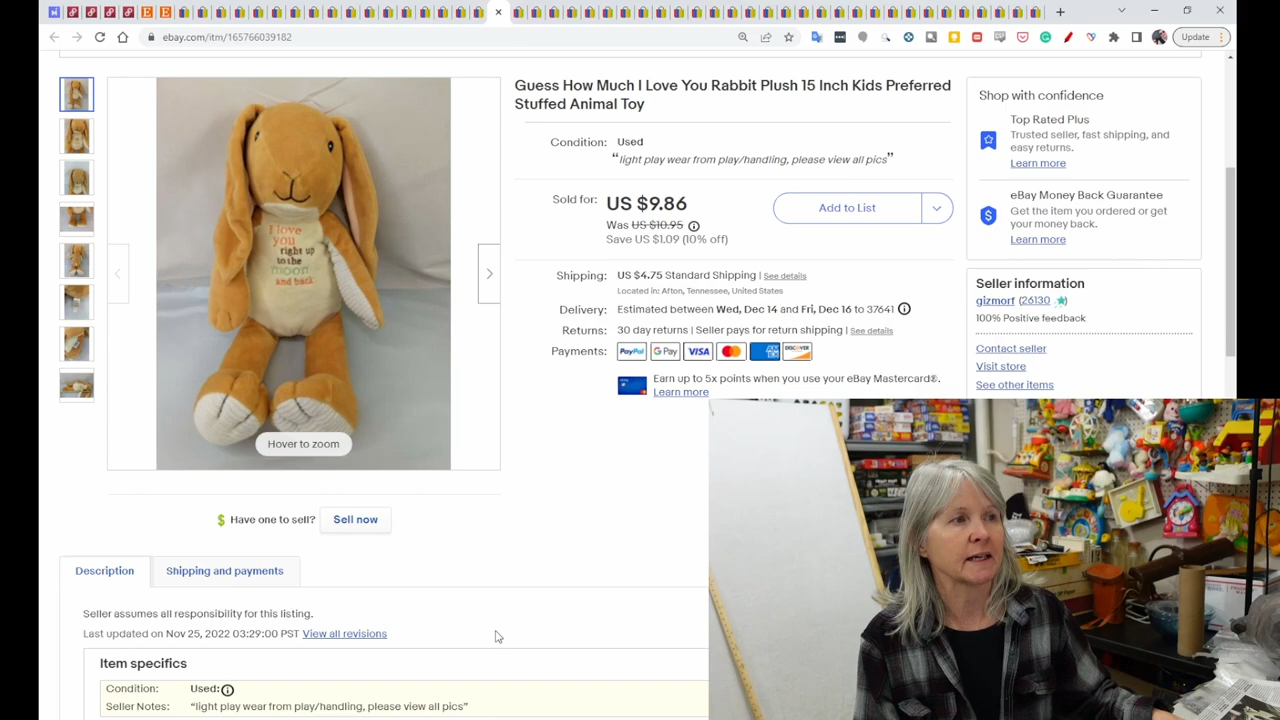 ebay.com/itm/165766039182
Update
Guess How Much I Love You Rabbit Plush 15 Inch Kids Preferred
Stuffed Animal Toy
Condition: Used
“light play wear from play/handling, please view all pics”
Sold for: US $9.86
Was US $10.95
Save US $1.09 (10% off)
Add to List
Shipping: US $4.75 Standard Shipping | See details
Located in: Afton, Tennessee, United States
Delivery: Estimated between Wed, Dec 14 and Fri, Dec 16 to 37641
Returns: 30 day returns | Seller pays for return shipping | See details
Payments: PayPal G Pay VISA DISCOVER
Earn up to 5x points when you use your eBay Mastercard®.
Learn more
Shop with confidence
Top Rated Plus
Trusted seller, fast shipping, and
easy returns.
Learn more
eBay Money Back Guarantee
Get the item you ordered or get
your money back.
Learn more
Seller information
gizmorf (26130)
100% Positive feedback
Contact seller
Visit store
See other items
I love
you
right up
to the
moon
and back
Hover to zoom
Have one to sell? Sell now
Description
Shipping and payments
Seller assumes all responsibility for this listing.
Last updated on Nov 25, 2022 03:29:00 PST View all revisions
Item specifics
Condition: Used:
Seller Notes: “light play wear from play/handling, please view all pics”